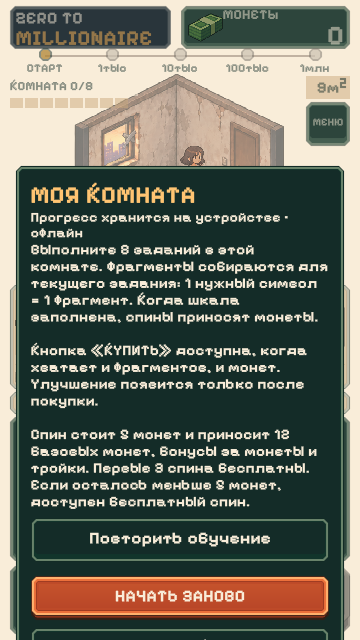 ZERO TO
MILLIONAIRE
МОНЕТЫ
0
СТАРТ
1тыс
10тыс
100тыс
1млн
КОМНАТА 0/8
9м²
МЕНЮ
МОЯ КОМНАТА
Прогресс хранится на устройстве ·
офлайн
Выполните 8 заданий в этой
комнате. Фрагменты собираются для
текущего задания: 1 нужный символ
= 1 фрагмент. Когда шкала
заполнена, спины приносят монеты.
Кнопка «КУПИТЬ» доступна, когда
хватает и фрагментов, и монет.
Улучшение появится только после
покупки.
Спин стоит 8 монет и приносит 12
базовых монет, бонусы за монеты и
тройки. Первые 3 спина бесплатны.
Если осталось меньше 8 монет,
доступен бесплатный спин.
Повторить обучение
НАЧАТЬ ЗАНОВО